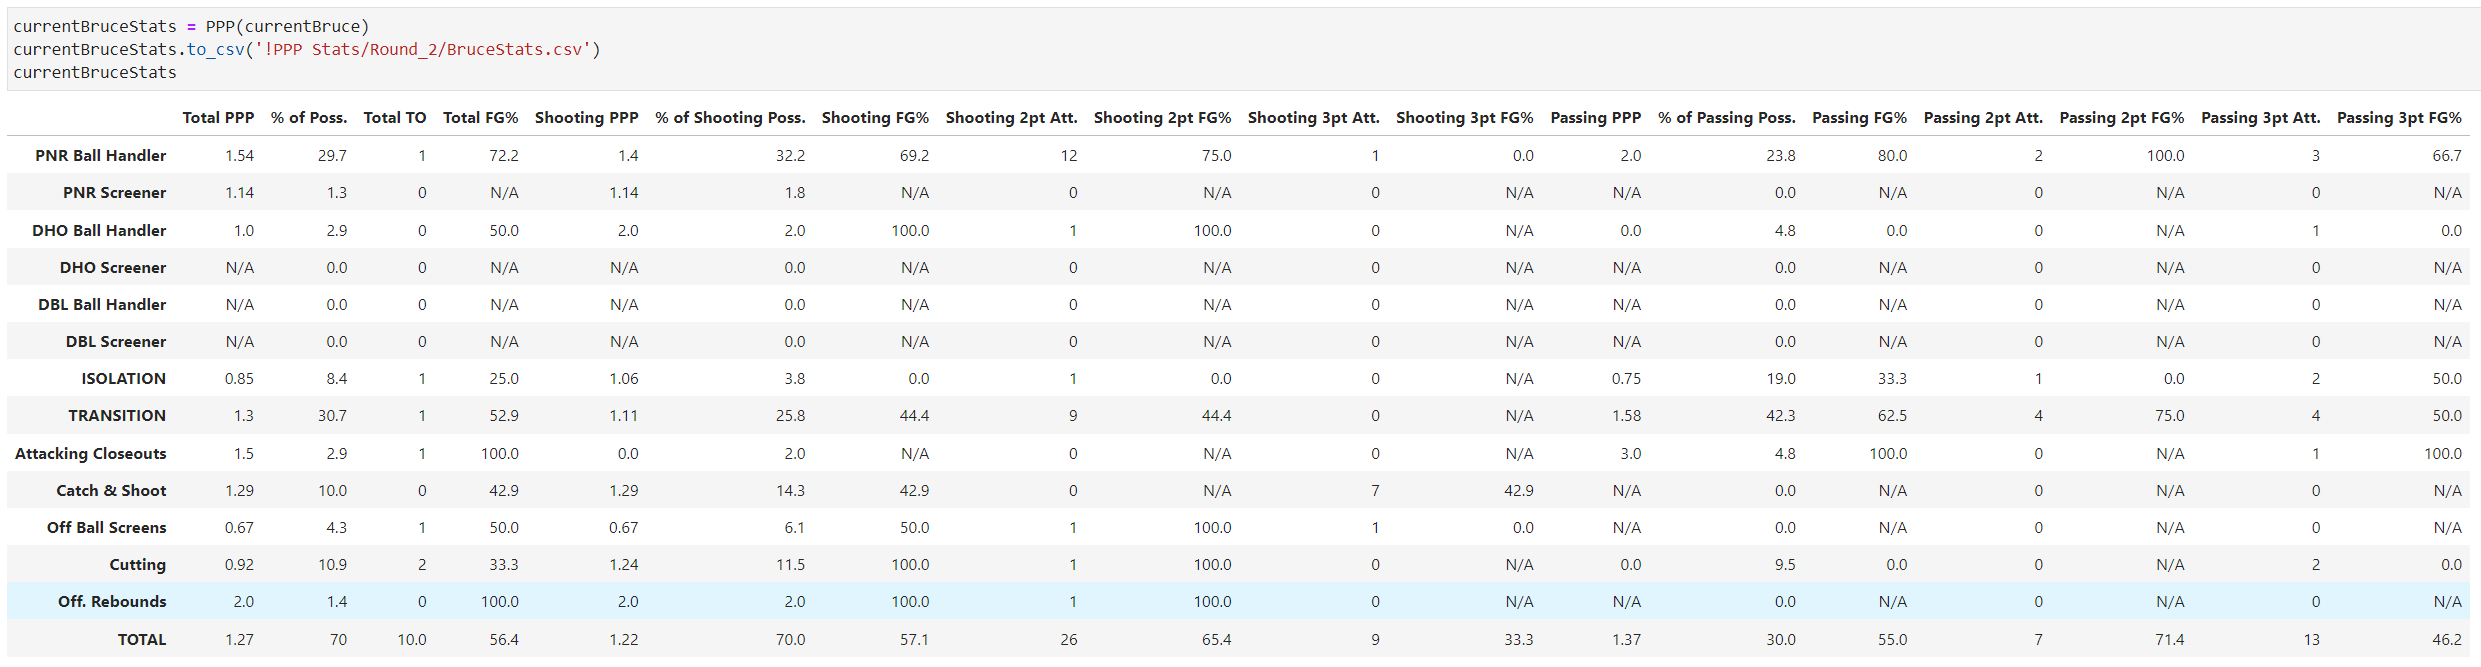 currentBruceStats = PPP(currentBruce)
currentBruceStats.to_csv('!PPP Stats/Round_2/BruceStats.csv')
currentBruceStats
Total PPP % of Poss. Total TO Total FG% Shooting PPP % of Shooting Poss. Shooting FG% Shooting 2pt Att. Shooting 2pt FG% Shooting 3pt Att. Shooting 3pt FG% Passing PPP % of Passing Poss. Passing FG% Passing 2pt Att. Passing 2pt FG% Passing 3pt Att. Passing 3pt FG%
PNR Ball Handler 1.54 29.7 1 72.2 1.4 32.2 69.2 12 75.0 1 0.0 2.0 23.8 80.0 2 100.0 3 66.7
PNR Screener 1.14 1.3 0 N/A 1.14 1.8 N/A 0 N/A 0 N/A N/A 0.0 N/A 0 N/A 0 N/A
DHO Ball Handler 1.0 2.9 0 50.0 2.0 2.0 100.0 1 100.0 0 N/A 0.0 4.8 0.0 0 N/A 1 0.0
DHO Screener N/A 0.0 0 N/A N/A 0.0 N/A 0 N/A 0 N/A N/A 0.0 N/A 0 N/A 0 N/A
DBL Ball Handler N/A 0.0 0 N/A N/A 0.0 N/A 0 N/A 0 N/A N/A 0.0 N/A 0 N/A 0 N/A
DBL Screener N/A 0.0 0 N/A N/A 0.0 N/A 0 N/A 0 N/A N/A 0.0 N/A 0 N/A 0 N/A
ISOLATION 0.85 8.4 1 25.0 1.06 3.8 0.0 1 0.0 0 N/A 0.75 19.0 33.3 1 0.0 2 50.0
TRANSITION 1.3 30.7 1 52.9 1.11 25.8 44.4 9 44.4 0 N/A 1.58 42.3 62.5 4 75.0 4 50.0
Attacking Closeouts 1.5 2.9 1 100.0 0.0 2.0 N/A 0 N/A 0 N/A 3.0 4.8 100.0 0 N/A 1 100.0
Catch & Shoot 1.29 10.0 0 42.9 1.29 14.3 42.9 0 N/A 7 42.9 N/A 0.0 N/A 0 N/A 0 N/A
Off Ball Screens 0.67 4.3 1 50.0 0.67 6.1 50.0 1 100.0 1 0.0 N/A 0.0 N/A 0 N/A 0 N/A
Cutting 0.92 10.9 2 33.3 1.24 11.5 100.0 1 100.0 0 N/A 0.0 9.5 0.0 0 N/A 2 0.0
Off. Rebounds 2.0 1.4 0 100.0 2.0 2.0 100.0 1 100.0 0 N/A N/A 0.0 N/A 0 N/A 0 N/A
TOTAL 1.27 70 10.0 56.4 1.22 70.0 57.1 26 65.4 9 33.3 1.37 30.0 55.0 7 71.4 13 46.2